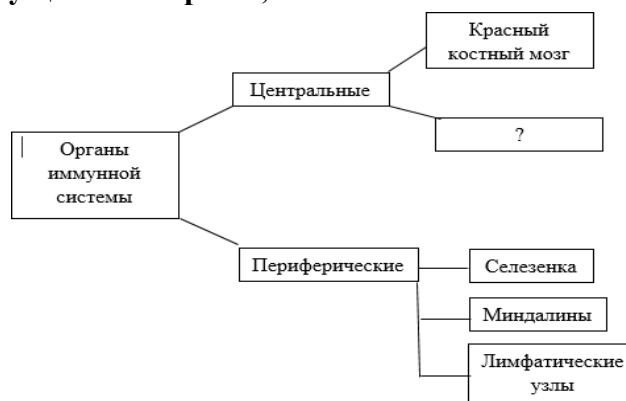 Красный
костный мозг
Центральные
?
Органы
иммунной
системы
Периферические
Селезенка
Миндалины
Лимфатические
узлы